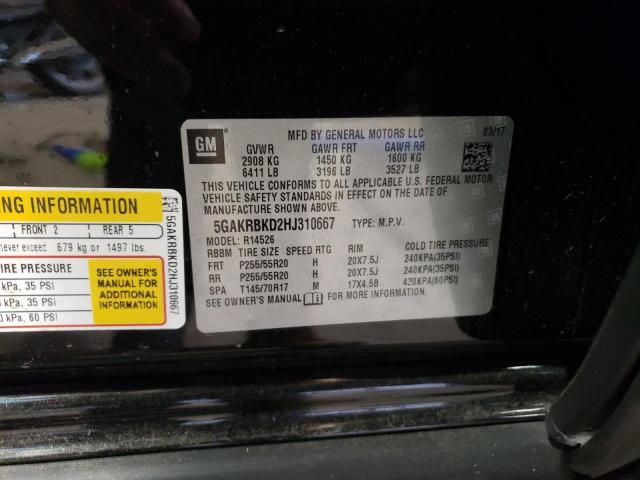 GM
MFD BY GENERAL MOTORS LLC
03/17
GVWR GAWR FRT GAWR RR
2908 KG 1450 KG 1600 KG
6411 LB 3196 LB 3527 LB
THIS VEHICLE CONFORMS TO ALL APPLICABLE U.S. FEDERAL MOTOR
VEHICLE SAFETY STANDARDS IN EFFECT ON THE DATE OF
MANUFACTURE SHOWN ABOVE.
5GAKRBKD2HJ310667 TYPE: M.P.V.
MODEL: R14526
RBBM TIRE SIZE SPEED RTG RIM COLD TIRE PRESSURE
FRT P255/55R20 H 20X7.5J 240KPA(35PSI)
RR P255/55R20 H 20X7.5J 240KPA(35PSI)
SPA T145/70R17 M 17X4.5B 420KPA(60PSI)
SEE OWNER'S MANUAL FOR MORE INFORMATION.
INFORMATION
FRONT 2 REAR 5
exceed 679 kg or 1497 lbs.
TIRE PRESSURE
kPa, 35 PSI
kPa, 35 PSI
kPa, 60 PSI
SEE OWNER'S
MANUAL FOR
ADDITIONAL
INFORMATION
5GAKRBKD2HJ310667